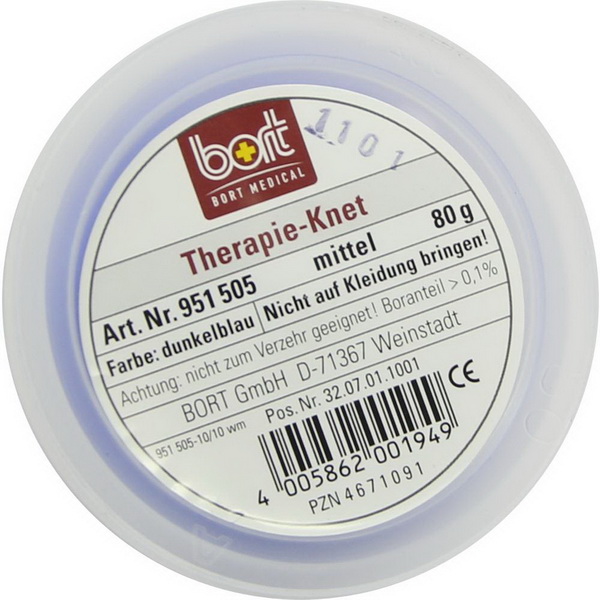 bort
BORT MEDICAL
1101
Therapie-Knet
Art. Nr. 951 505 mittel 80 g
Farbe: dunkelblau Nicht auf Kleidung bringen!
Achtung: nicht zum Verzehr geeignet! Boranteil > 0,1%
BORT GmbH D-71367 Weinstadt
Pos. Nr. 32.07.01.1001
CE
951 505-10/10 wm
4 005862 001949
PZN 4671091